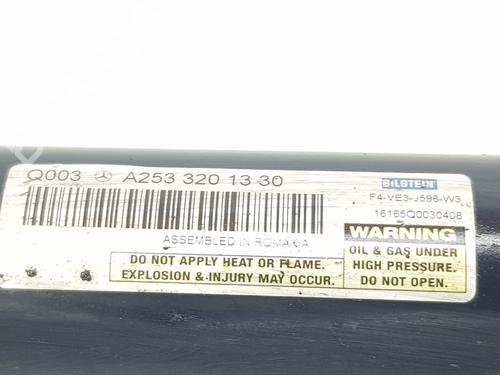 Q003 A253 320 13 30
ASSEMBLED IN ROMANIA
DO NOT APPLY HEAT OR FLAME.
EXPLOSION & INJURY MAY OCCUR.
BILSTEIN
F4-VE3-J598-W3
16165Q0030408
WARNING
OIL & GAS UNDER
HIGH PRESSURE.
DO NOT OPEN.